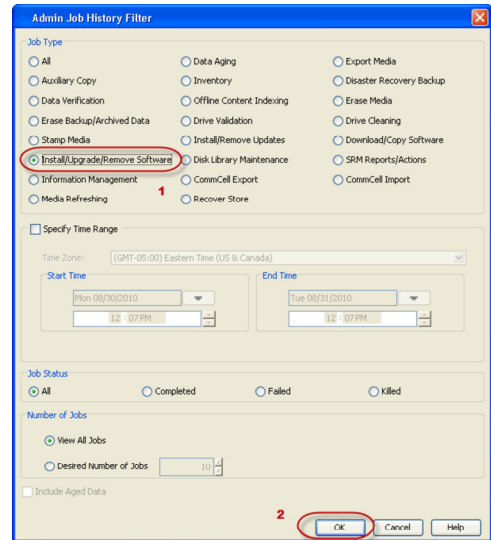 Admin Job History Filter
Job Type
All
Data Aging
Export Media
Auxiliary Copy
Inventory
Disaster Recovery Backup
Data Verification
Offline Content Indexing
Erase Media
Erase Backup/Archived Data
Drive Validation
Drive Cleaning
Stamp Media
Install/Remove Updates
Download/Copy Software
Install/Upgrade/Remove Software
Disk Library Maintenance
SRM Reports/Actions
1
Information Management
CommCell Export
CommCell Import
Media Refreshing
Recover Store
Specify Time Range
Time Zone: (GMT-05:00) Eastern Time (US & Canada)
Start Time
End Time
Mon 08/30/2010
Tue 08/31/2010
12 : 07 PM
12 : 07 PM
Job Status
All
Completed
Failed
Killed
Number of Jobs
View All Jobs
Desired Number of Jobs
10
Include Aged Data
2
OK
Cancel
Help